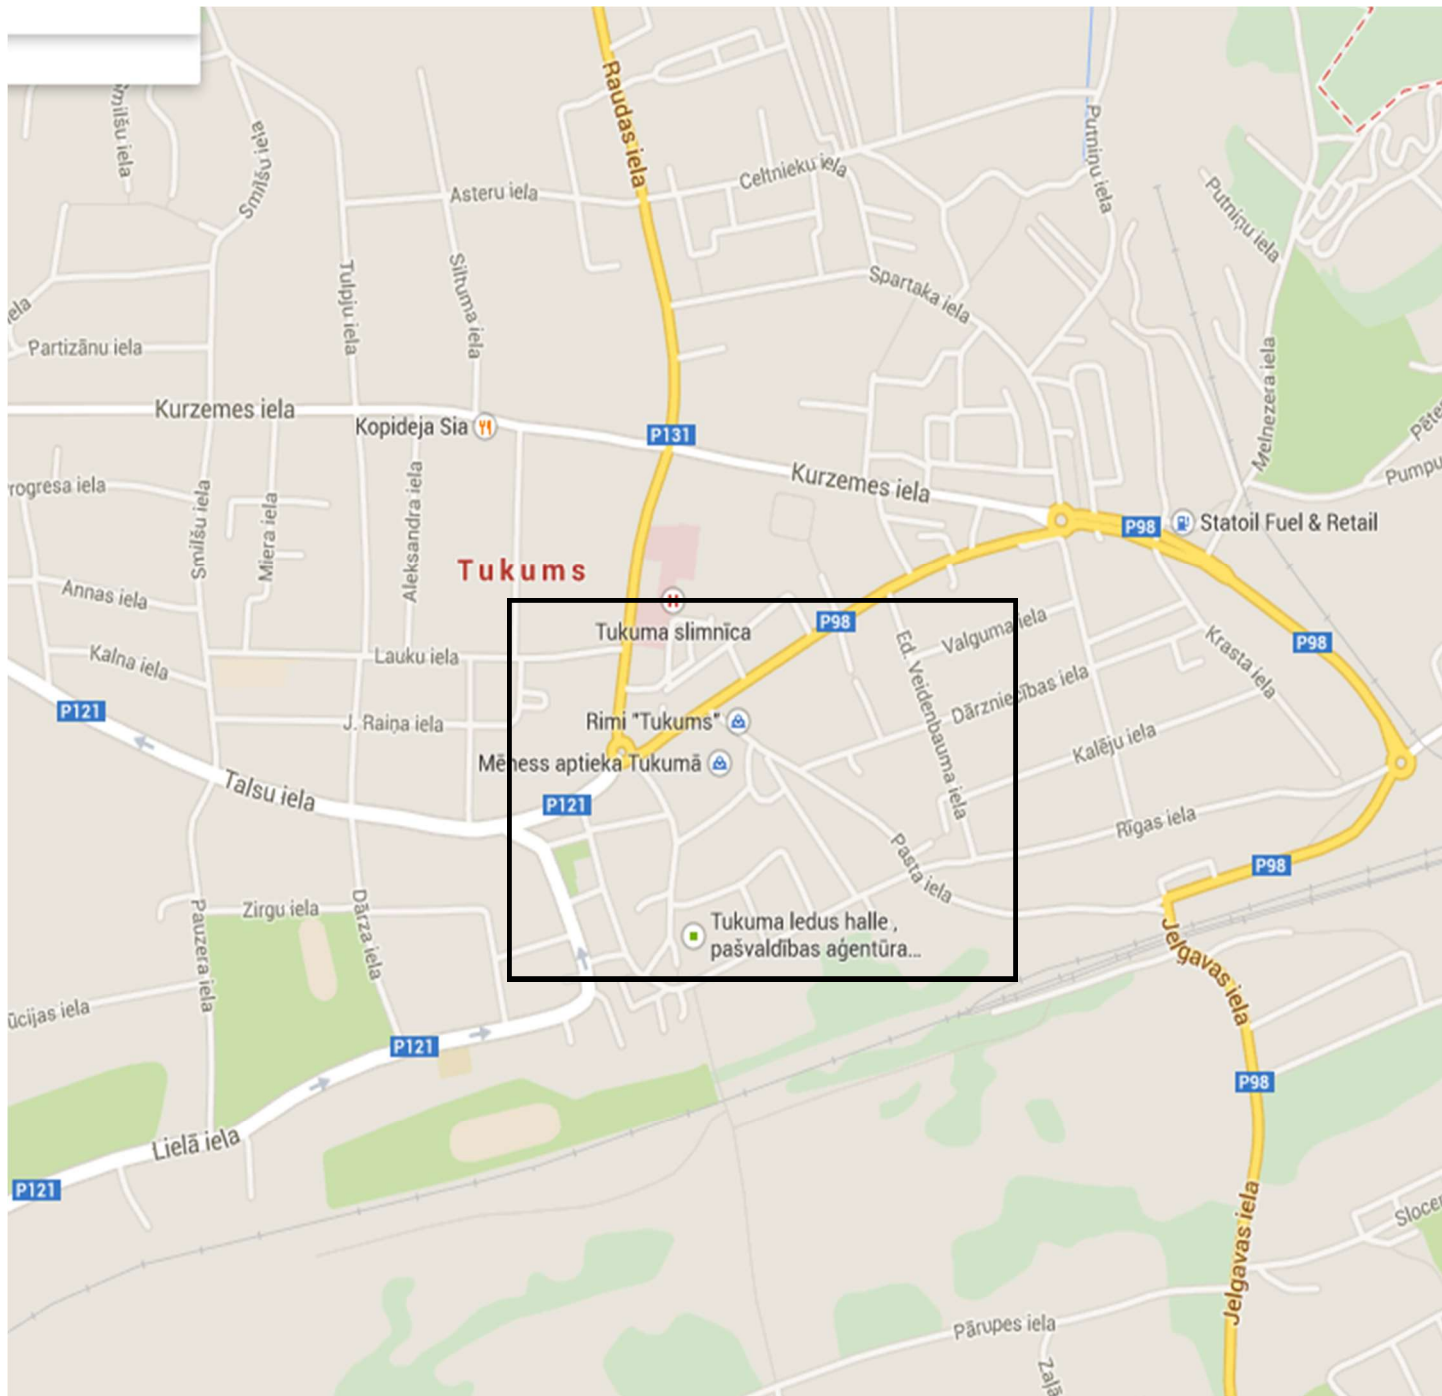 Raudas iela
Smilšu iela
Putniņu iela
Celtnieku iela
Asteru iela
Putniņu iela
Tulpju iela
Siltuma iela
Spartaka iela
iela
Partizānu iela
Melnezera iela
Kurzemes iela
Kopideja Sia
P131
Kurzemes iela
Smilšu iela
Miera iela
Aleksandra iela
P98
Statoil Fuel & Retail
Tukums
Annas iela
P98
Tukuma slimnīca
Valguma iela
Ed. Veidenbauma iela
Krasta iela
P98
Kalna iela
Lauku iela
Dārzniecības iela
P121
J. Raiņa iela
Rimi "Tukums"
Kalēju iela
Mēness aptieka Tukumā
Talsu iela
P121
Rīgas iela
Pasta iela
P98
Zirgu iela
Pauzera iela
Dārza iela
Tukuma ledus halle ,
pašvaldības aģentūra...
Jelgavas iela
P121
P98
Lielā iela
P121
Jelgavas iela
Pārupes iela